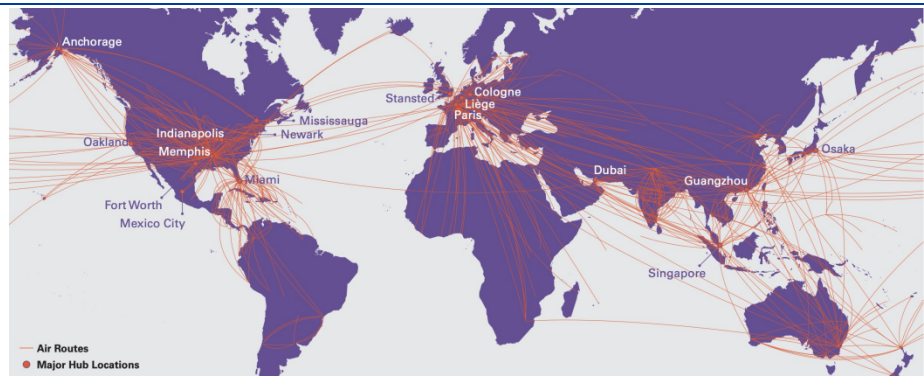 Anchorage
Cologne
Stansted
Liège
Mississauga
Paris
Indianapolis
Newark
Oakland
Osaka
Memphis
Dubai
Miami
Guangzhou
Fort Worth
Mexico City
Singapore
Air Routes
Major Hub Locations